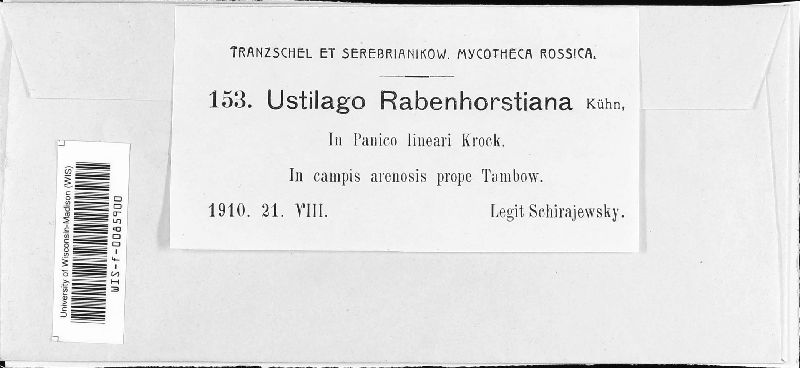 TRANZSCHEL ET SEREBRIANIKOW. MYCOTHECA ROSSICA.
153. Ustilago Rabenhorstiana Kühn,
In Panico lineari Krock.
In campis arenosis prope Tambow.
1910. 21. VIII. Legit Schirajewsky.
University of Wisconsin-Madison (WIS)
WIS-f-0065900